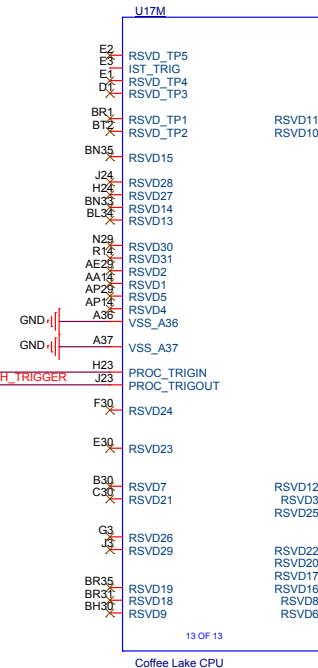 U17M
E2 RSVD_TP5
E3 IST_TRIG
E1 RSVD_TP4
D1 RSVD_TP3
BR1 RSVD_TP1 RSVD11
BT2 RSVD_TP2 RSVD10
BN35 RSVD15
J24 RSVD28
H24 RSVD27
BN33 RSVD14
BL34 RSVD13
N29 RSVD30
R14 RSVD31
AE29 RSVD2
AA14 RSVD1
AP29 RSVD5
AP14 RSVD4
GND A36 VSS_A36
GND A37 VSS_A37
H23 PROC_TRIGIN
H_TRIGGER J23 PROC_TRIGOUT
F30 RSVD24
E30 RSVD23
B30 RSVD7 RSVD12
C30 RSVD21 RSVD3
RSVD25
G3 RSVD26
J3 RSVD29 RSVD22
RSVD20
RSVD17
BR35 RSVD19 RSVD16
BR31 RSVD18 RSVD8
BH30 RSVD9 RSVD6
13 OF 13
Coffee Lake CPU